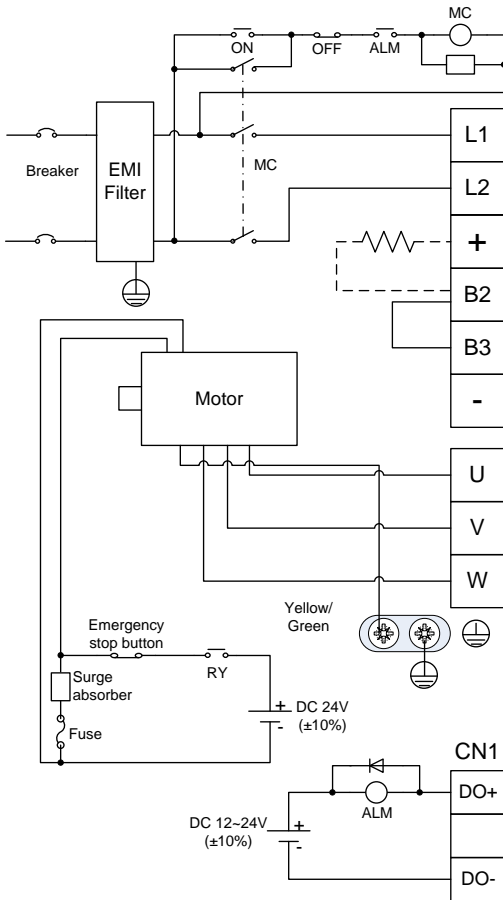 MC
ON
OFF
ALM
L1
Breaker
EMI
Filter
MC
L2
+
B2
B3
-
Motor
U
V
W
Yellow/
Green
Emergency
stop button
RY
Surge
absorber
+
-
DC 24V
(±10%)
Fuse
CN1
DO+
ALM
DC 12~24V
(±10%)
+
-
DO-